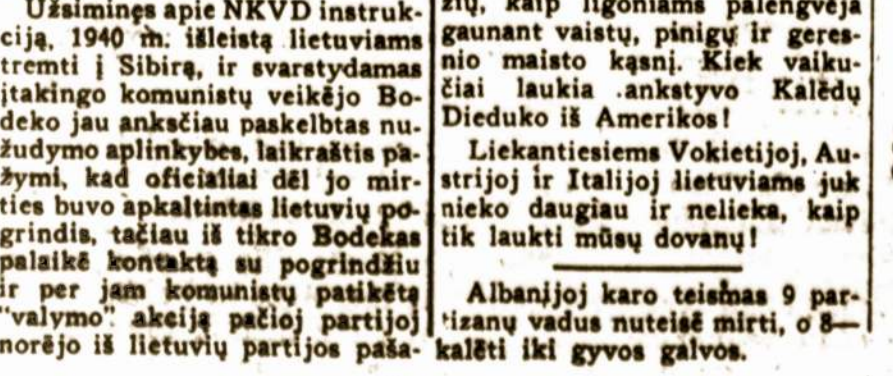 Užsiminęs apie NKVD instruk-
ciją, 1940 m. išleistą lietuviams
tremti į Sibirą, ir svarstydamas
įtakingo komunistų veikėjo Bo-
deko jau anksčiau paskelbtas nu-
žudymo aplinkybes, laikraštis pa-
žymi, kad oficialiai dėl jo mir-
ties buvo apkaltintas lietuvių po-
grindis, tačiau iš tikro Bodekas
palaikė kontaktą su pogrindžiu
ir per jam komunistų patikėtą
"valymo" akciją pačioj partijoj
norėjo iš lietuvių partijos paša-
žių, kaip ligoniams palengvėja
gaunant vaistų, pinigų ir geres-
nio maisto kąsnį. Kiek vaiku-
čiai laukia ankstyvo Kalėdų
Dieduko iš Amerikos!
Liekantiesiems Vokietijoj, Au-
strijoj ir Italijoj lietuviams juk
nieko daugiau ir nelieka, kaip
tik laukti mūsų dovanų!
Albanijoj karo teismas 9 par-
tizanų vadus nuteisė mirti, o 8—
kalėti iki gyvos galvos.